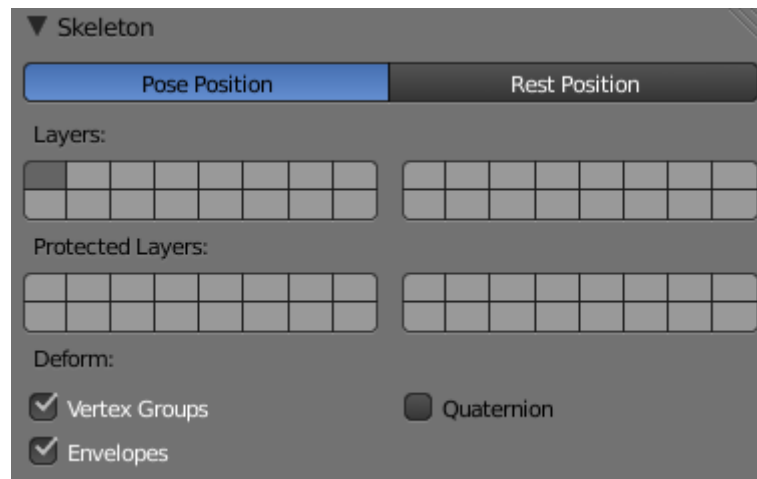 Skeleton
Pose Position Rest Position
Layers:
Protected Layers:
Deform:
Vertex Groups Quaternion
Envelopes